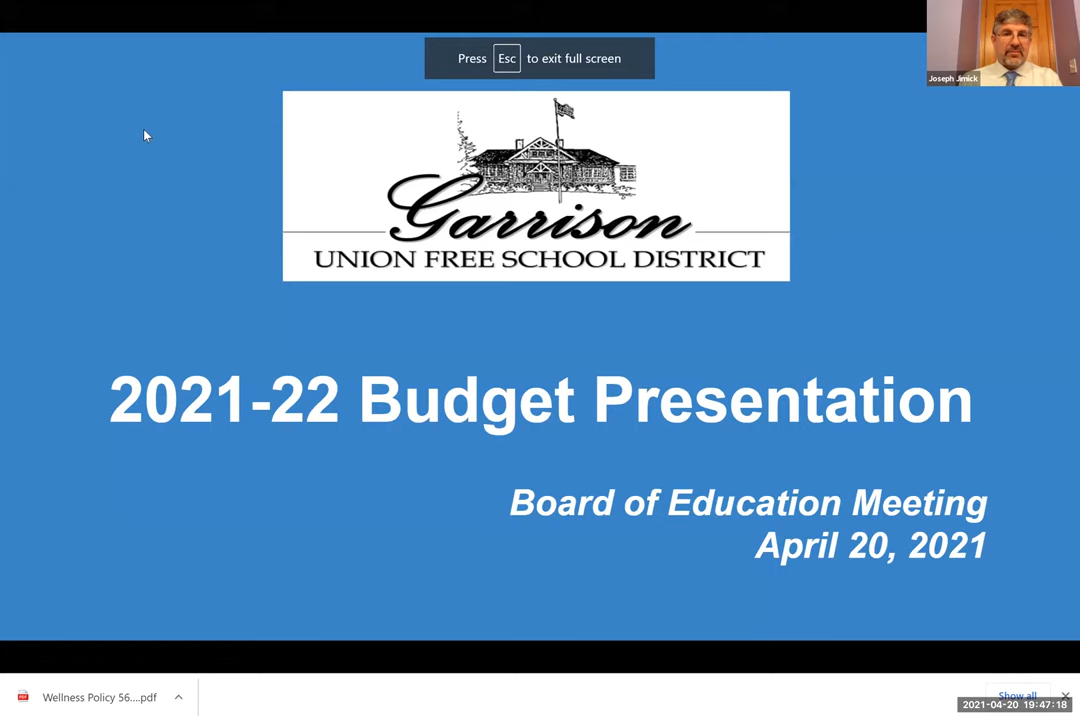 Press Esc to exit full screen
Joseph Jimick
Garrison
UNION FREE SCHOOL DISTRICT
2021-22 Budget Presentation
Board of Education Meeting
April 20, 2021
Wellness Policy 56....pdf
Show all
2021-04-20 19:47:18